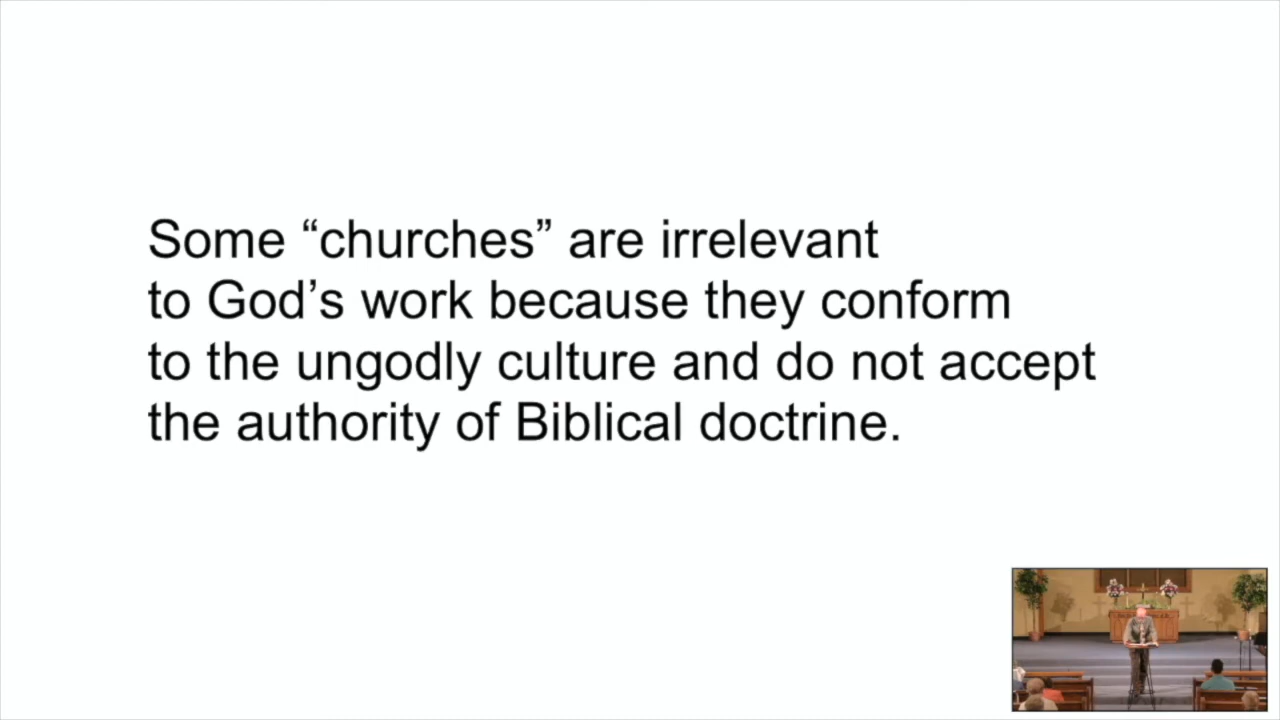 Some “churches” are irrelevant
to God’s work because they conform
to the ungodly culture and do not accept
the authority of Biblical doctrine.